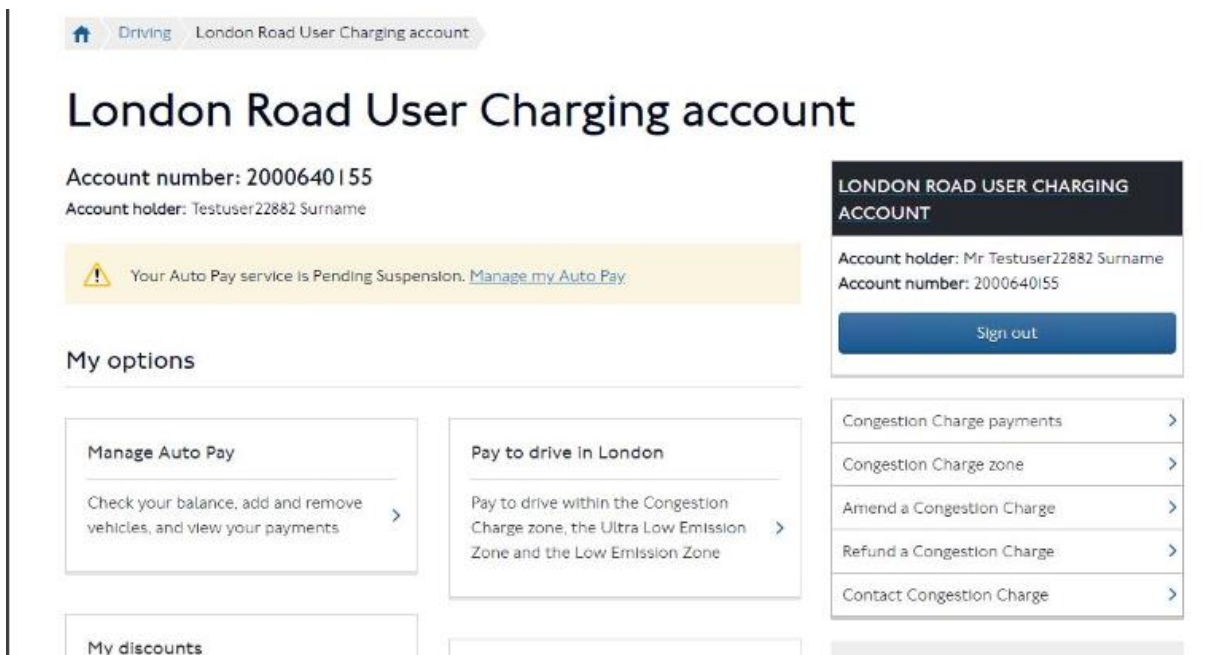 Driving London Road User Charging account
London Road User Charging account
Account number: 2000640155
Account holder: Testuser22882 Surname
Your Auto Pay service is Pending Suspension. Manage my Auto Pay
My options
Manage Auto Pay
Check your balance, add and remove
vehicles, and view your payments
Pay to drive in London
Pay to drive within the Congestion
Charge zone, the Ultra Low Emission
Zone and the Low Emission Zone
My discounts
LONDON ROAD USER CHARGING
ACCOUNT
Account holder: Mr Testuser22882 Surname
Account number: 2000640155
Sign out
Congestion Charge payments
Congestion Charge zone
Amend a Congestion Charge
Refund a Congestion Charge
Contact Congestion Charge